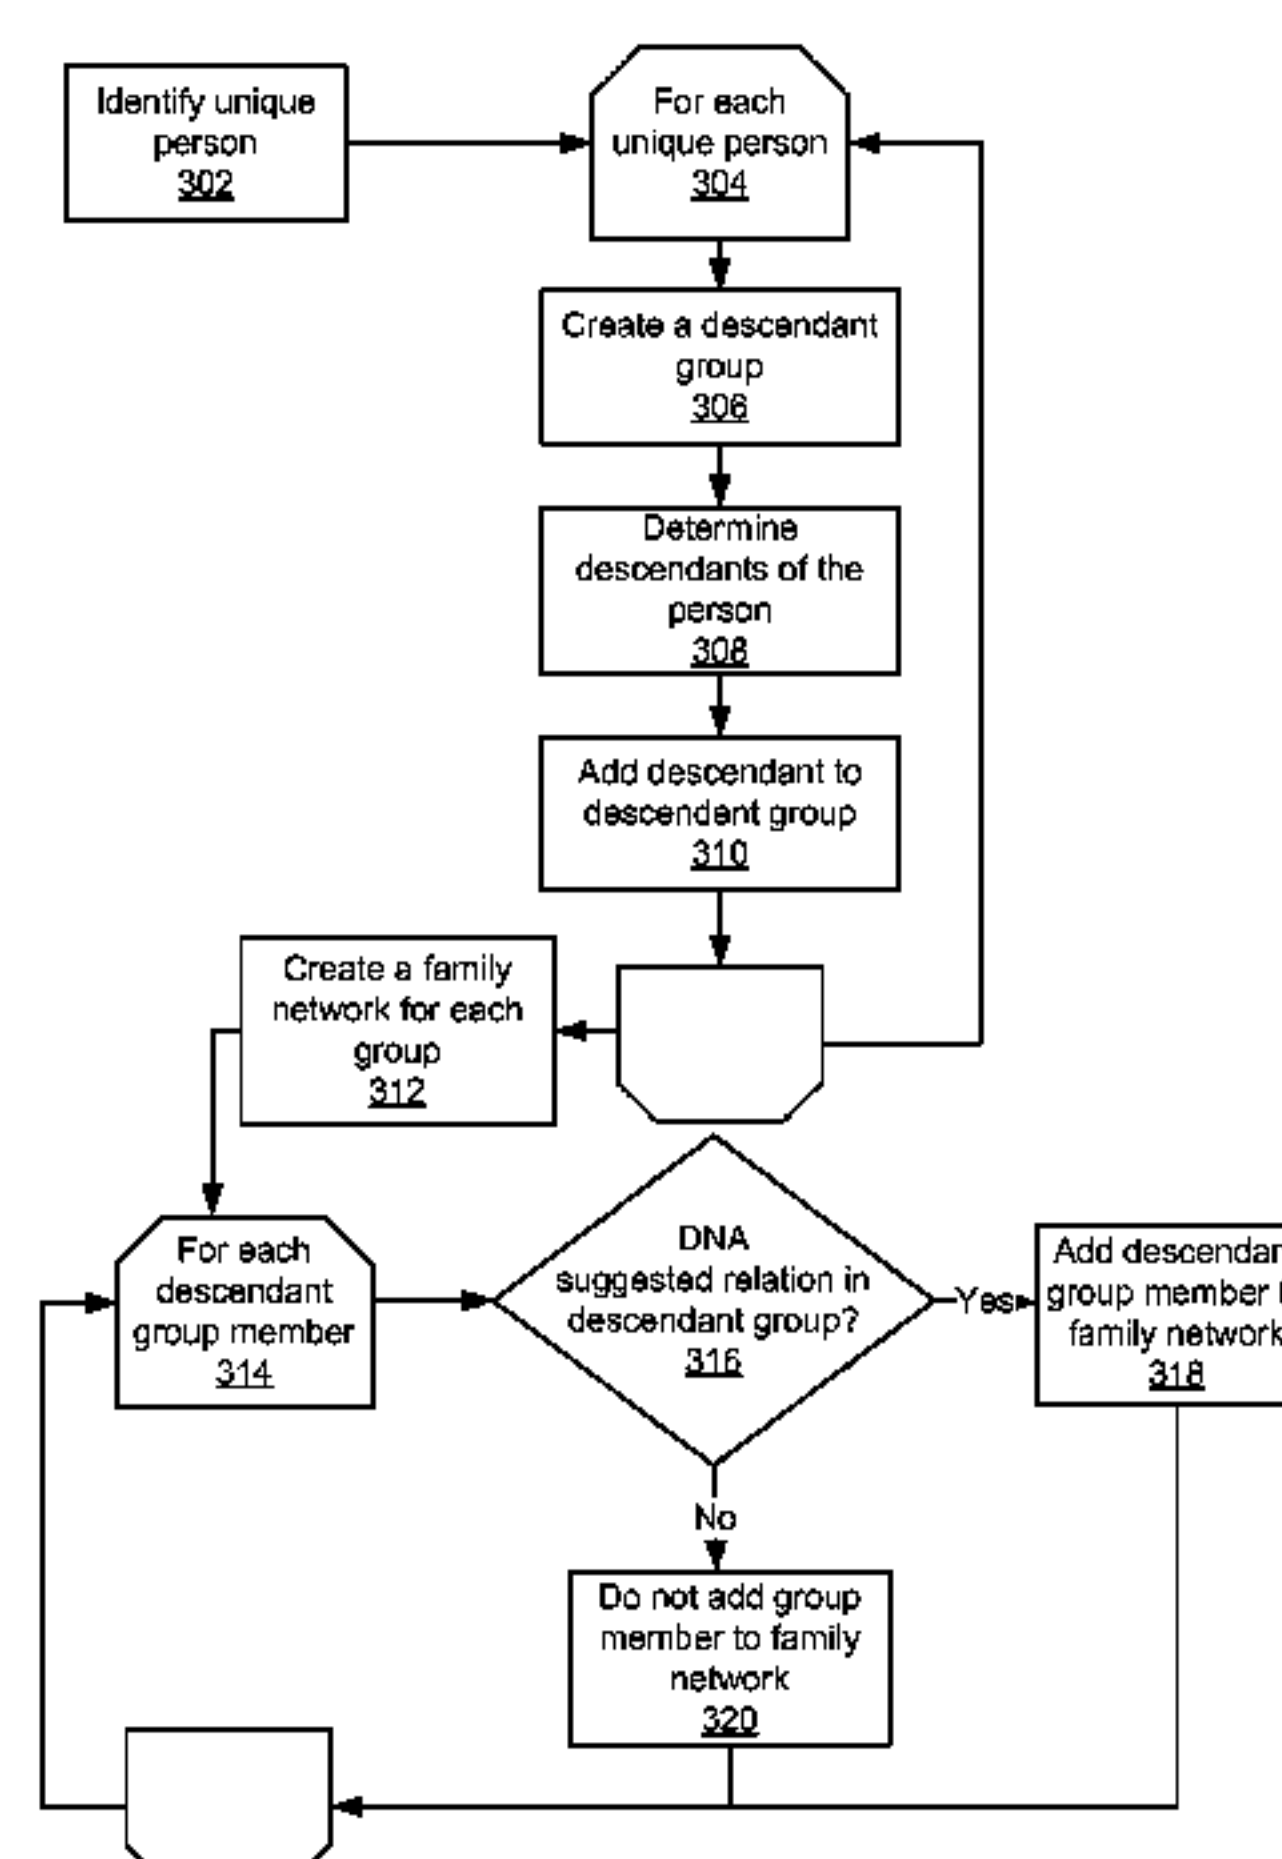 Identify unique
person
302
For each
unique person
304
Create a descendant
group
306
Determine
descendants of the
person
308
Add descendant to
descendent group
310
Create a family
network for each
group
312
For each
descendant
group member
314
DNA
suggested relation in
descendant group?
316
Yes
Add
group member
family network
318
No
Do not add group
member to family
network
320